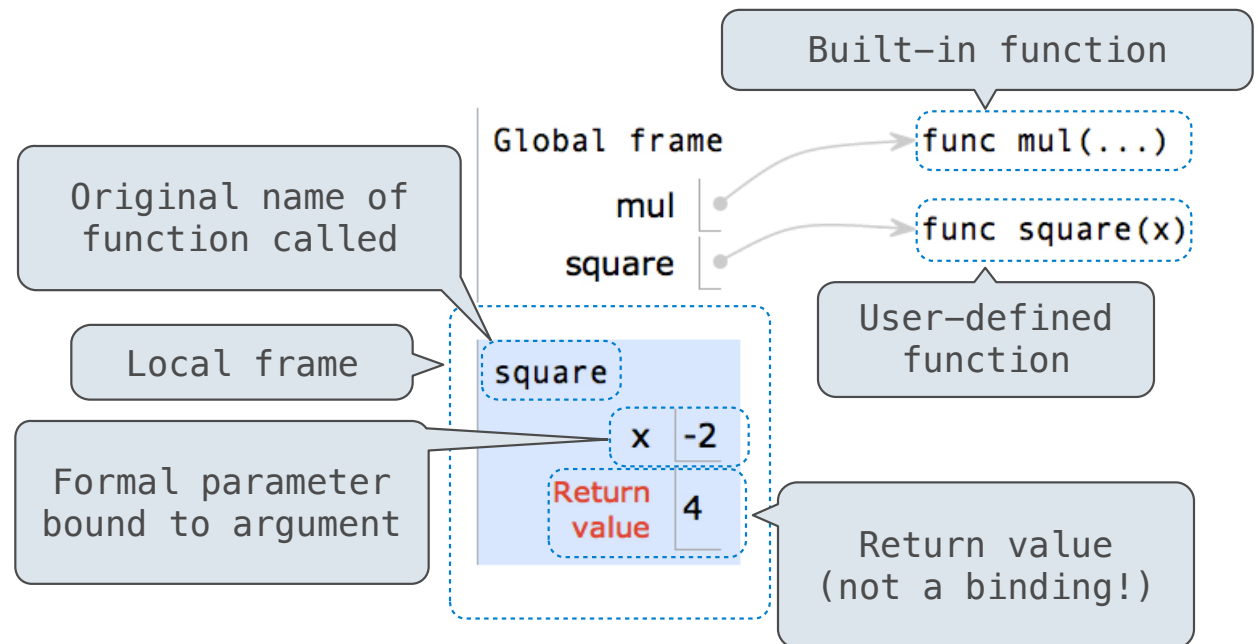 Built-in function
Global frame
func mul(...)
mul
Original name of
function called
func square(x)
square
User-defined
function
Local frame
square
x -2
Formal parameter
bound to argument
Return
value
4
Return value
(not a binding!)